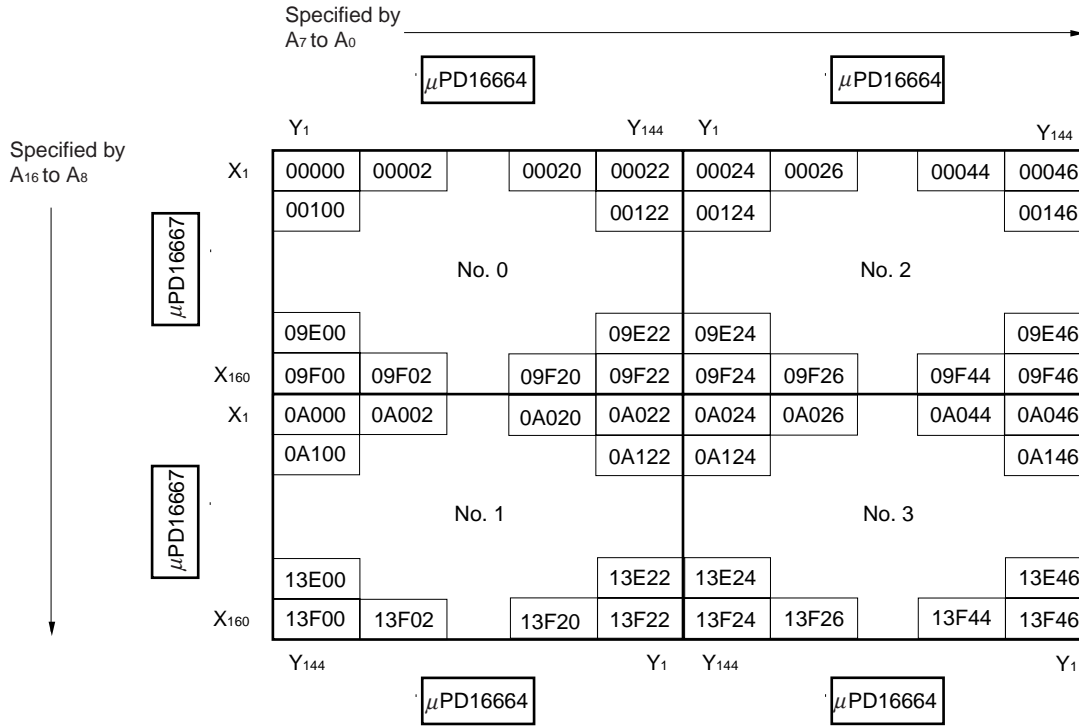 Specified by
A7 to A0
μPD16664 μPD16664
Y1 Y144 Y1 Y144
Specified by
A16 to A8
X1 00000 00002 00020 00022 00024 00026 00044 00046
00100 00122 00124 00146
μPD16667
No. 0 No. 2
09E00 09E22 09E24 09E46
X160 09F00 09F02 09F20 09F22 09F24 09F26 09F44 09F46
X1 0A000 0A002 0A020 0A022 0A024 0A026 0A044 0A046
0A100 0A122 0A124 0A146
μPD16667
No. 1 No. 3
13E00 13E22 13E24 13E46
X160 13F00 13F02 13F20 13F22 13F24 13F26 13F44 13F46
Y144 Y1 Y144 Y1
μPD16664 μPD16664